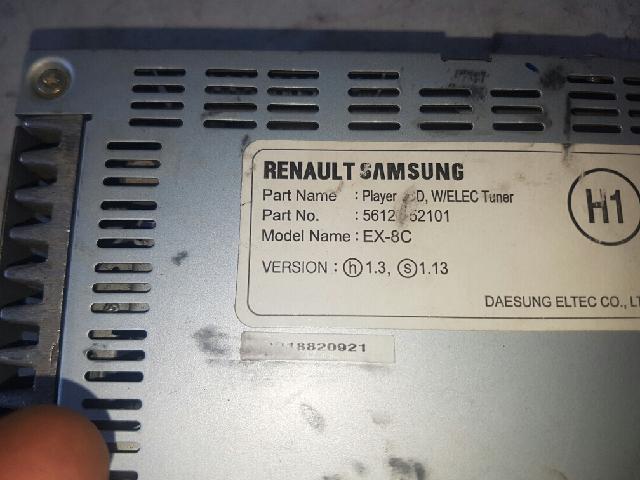 RENAULT SAMSUNG
Part Name : Player D, W/ELEC Tuner
Part No. : 5612 52101
Model Name : EX-8C
VERSION : ⓗ1.3, ⓢ1.13
H1
DAESUNG ELTEC CO., LT
18820921